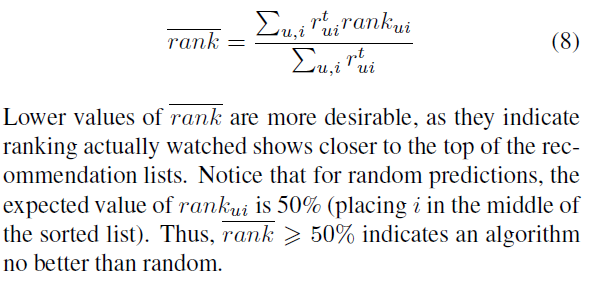 $\overline{rank} = \frac{\sum_{u,i} r^t_{ui} rank_{ui}}{\sum_{u,i} r^t_{ui}}$ (8)
Lower values of $\overline{rank}$ are more desirable, as they indicate
ranking actually watched shows closer to the top of the rec-
ommendation lists. Notice that for random predictions, the
expected value of $rank_{ui}$ is 50% (placing $i$ in the middle of
the sorted list). Thus, $\overline{rank} \geqslant 50\%$ indicates an algorithm
no better than random.